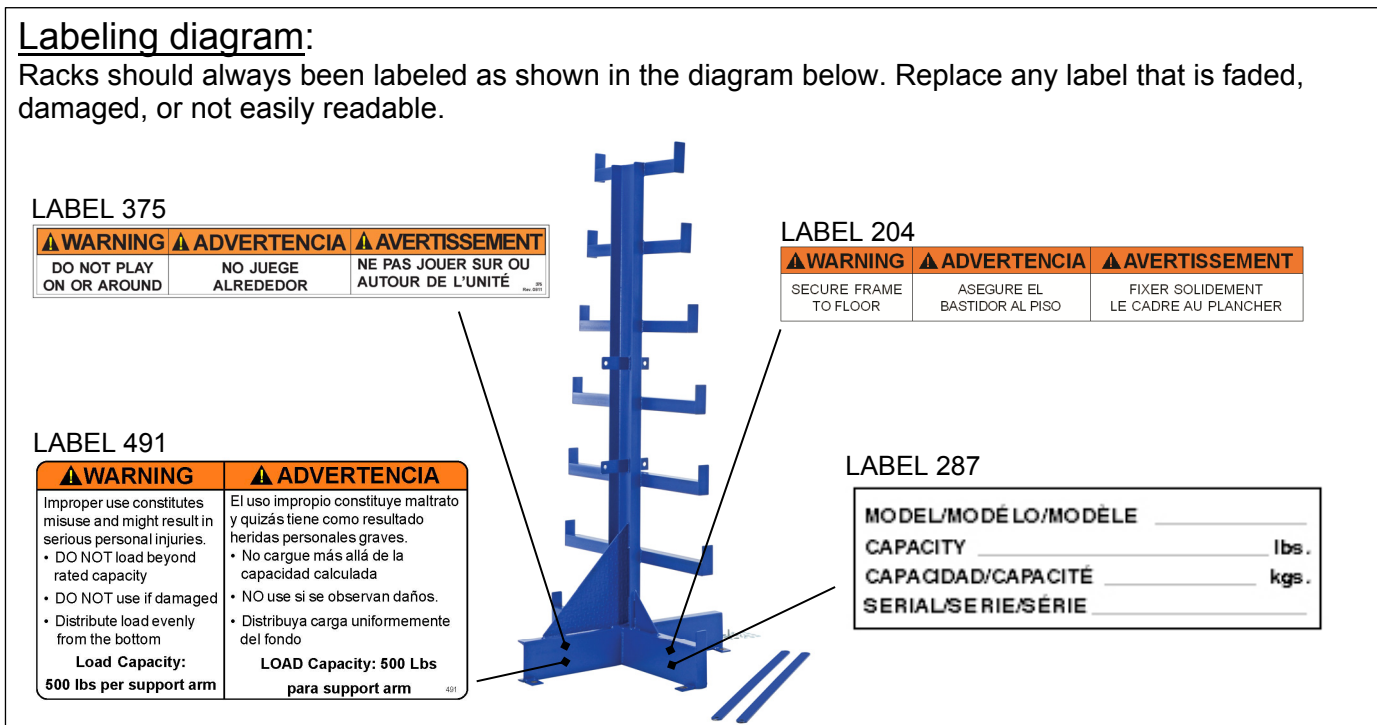 Labeling diagram:
Racks should always been labeled as shown in the diagram below. Replace any label that is faded,
damaged, or not easily readable.
LABEL 375
WARNING
DO NOT PLAY
ON OR AROUND
ADVERTENCIA
NO JUEGE
ALREDEDOR
AVERTISSEMENT
NE PAS JOUER SUR OU
AUTOUR DE L'UNITÉ
LABEL 204
WARNING
SECURE FRAME
TO FLOOR
ADVERTENCIA
ASEGURE EL
BASTIDOR AL PISO
AVERTISSEMENT
FIXER SOLIDEMENT
LE CADRE AU PLANCHER
LABEL 491
WARNING
Improper use constitutes
misuse and might result in
serious personal injuries.
• DO NOT load beyond
rated capacity
• DO NOT use if damaged
• Distribute load evenly
from the bottom
Load Capacity:
500 lbs per support arm
ADVERTENCIA
El uso impropio constituye maltrato
y quizás tiene como resultado
heridas personales graves.
• No cargue más allá de la
capacidad calculada
• NO use si se observan daños.
• Distribuya carga uniformemente
del fondo
LOAD Capacity: 500 Lbs
para support arm
491
LABEL 287
MODEL/MODÉLO/MODÈLE
CAPACITY lbs.
CAPACIDAD/CAPACITÉ kgs.
SERIAL/SERIE/SÉRIE